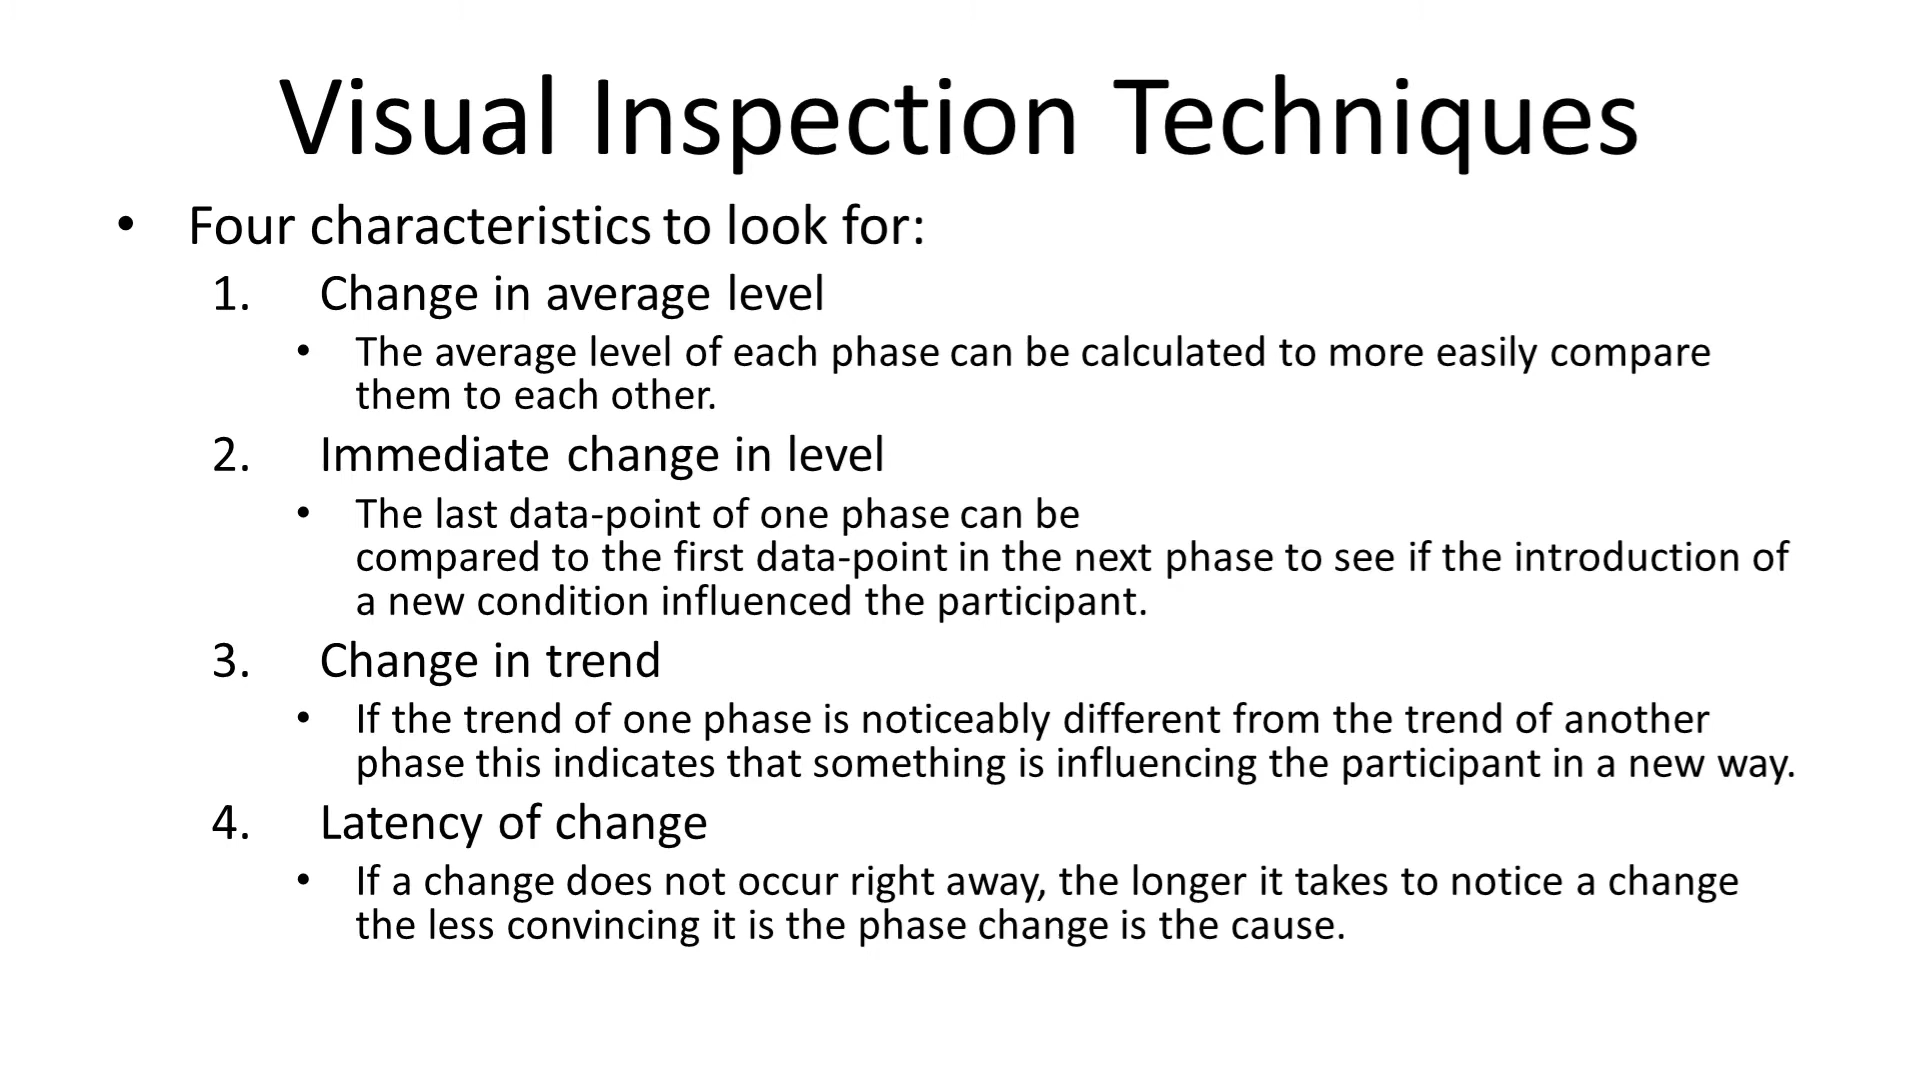 Visual Inspection Techniques
• Four characteristics to look for:
1. Change in average level
• The average level of each phase can be calculated to more easily compare
them to each other.
2. Immediate change in level
• The last data-point of one phase can be
compared to the first data-point in the next phase to see if the introduction of
a new condition influenced the participant.
3. Change in trend
• If the trend of one phase is noticeably different from the trend of another
phase this indicates that something is influencing the participant in a new way.
4. Latency of change
• If a change does not occur right away, the longer it takes to notice a change
the less convincing it is the phase change is the cause.